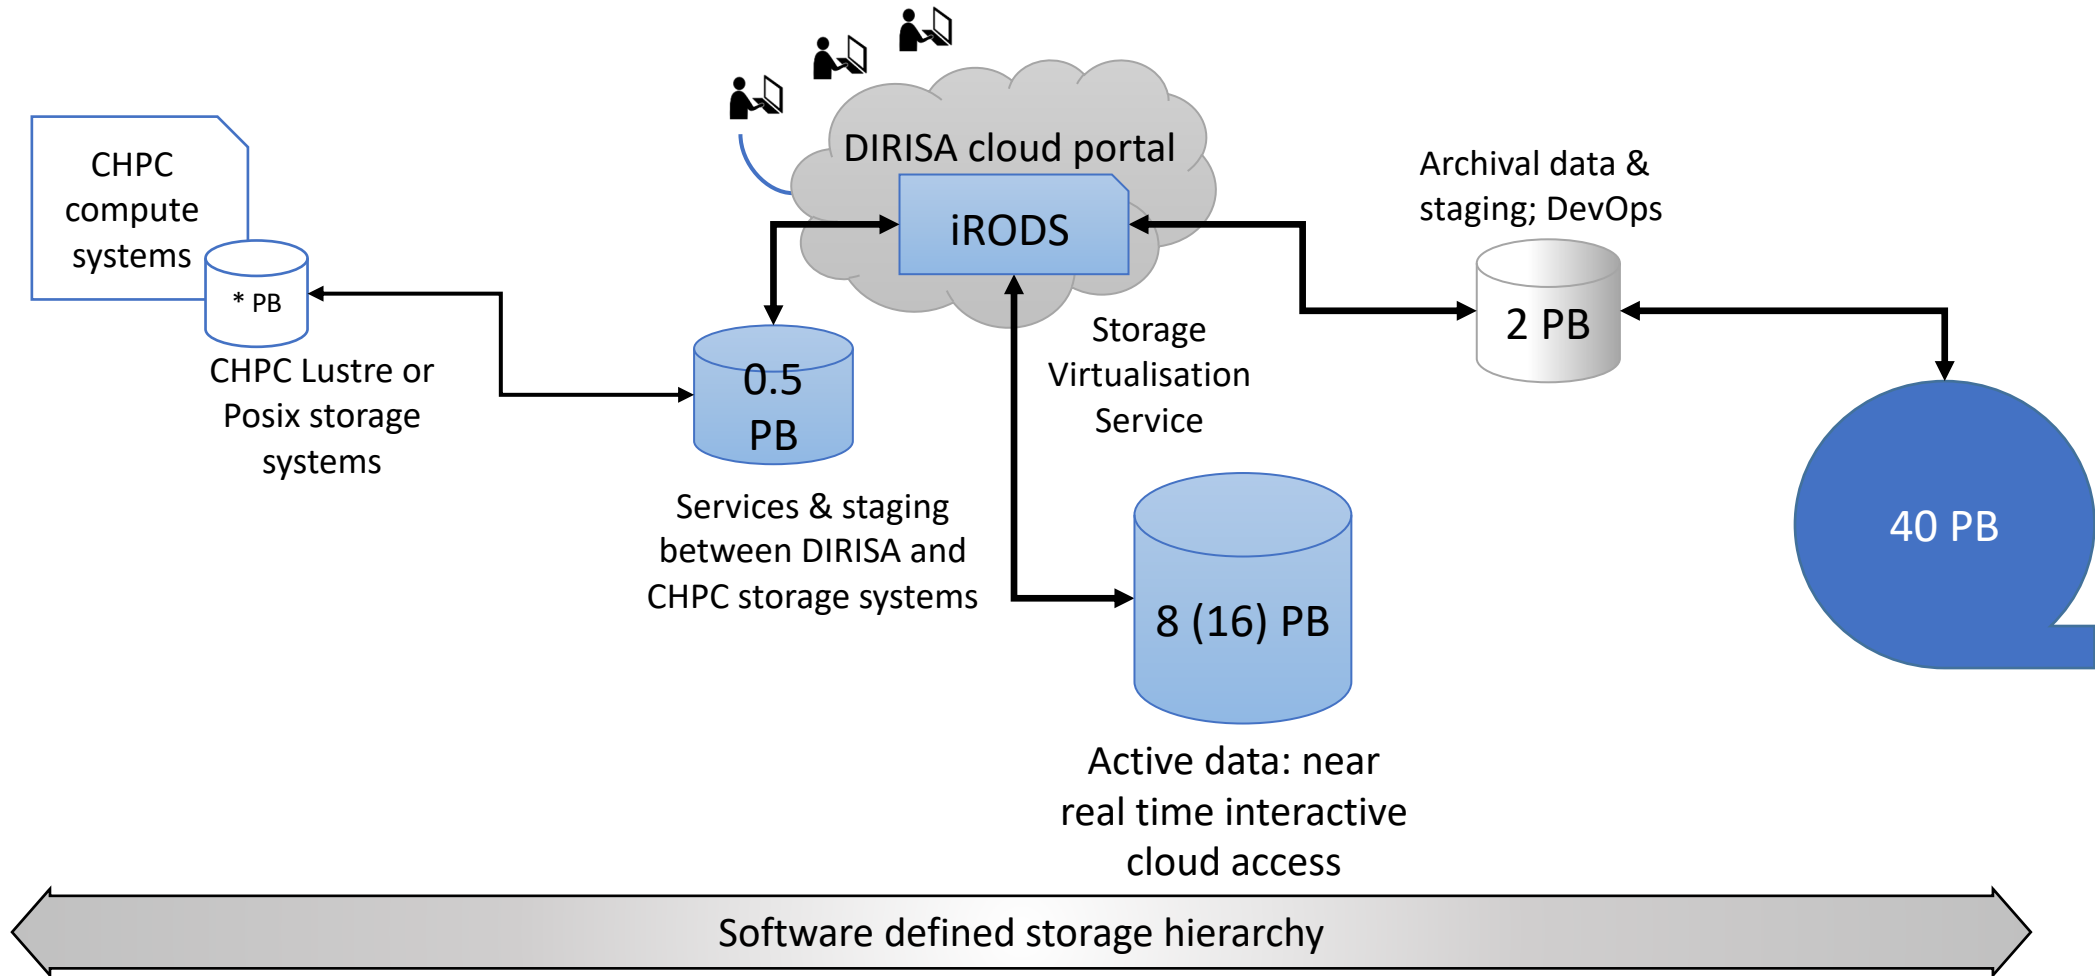 CHPC
compute
systems
* PB
CHPC Lustre or
Posix storage
systems
DIRISA cloud portal
iRODS
0.5
PB
Services & staging
between DIRISA and
CHPC storage systems
Storage
Virtualisation
Service
8 (16) PB
Active data: near
real time interactive
cloud access
Archival data &
staging; DevOps
2 PB
40 PB
Software defined storage hierarchy